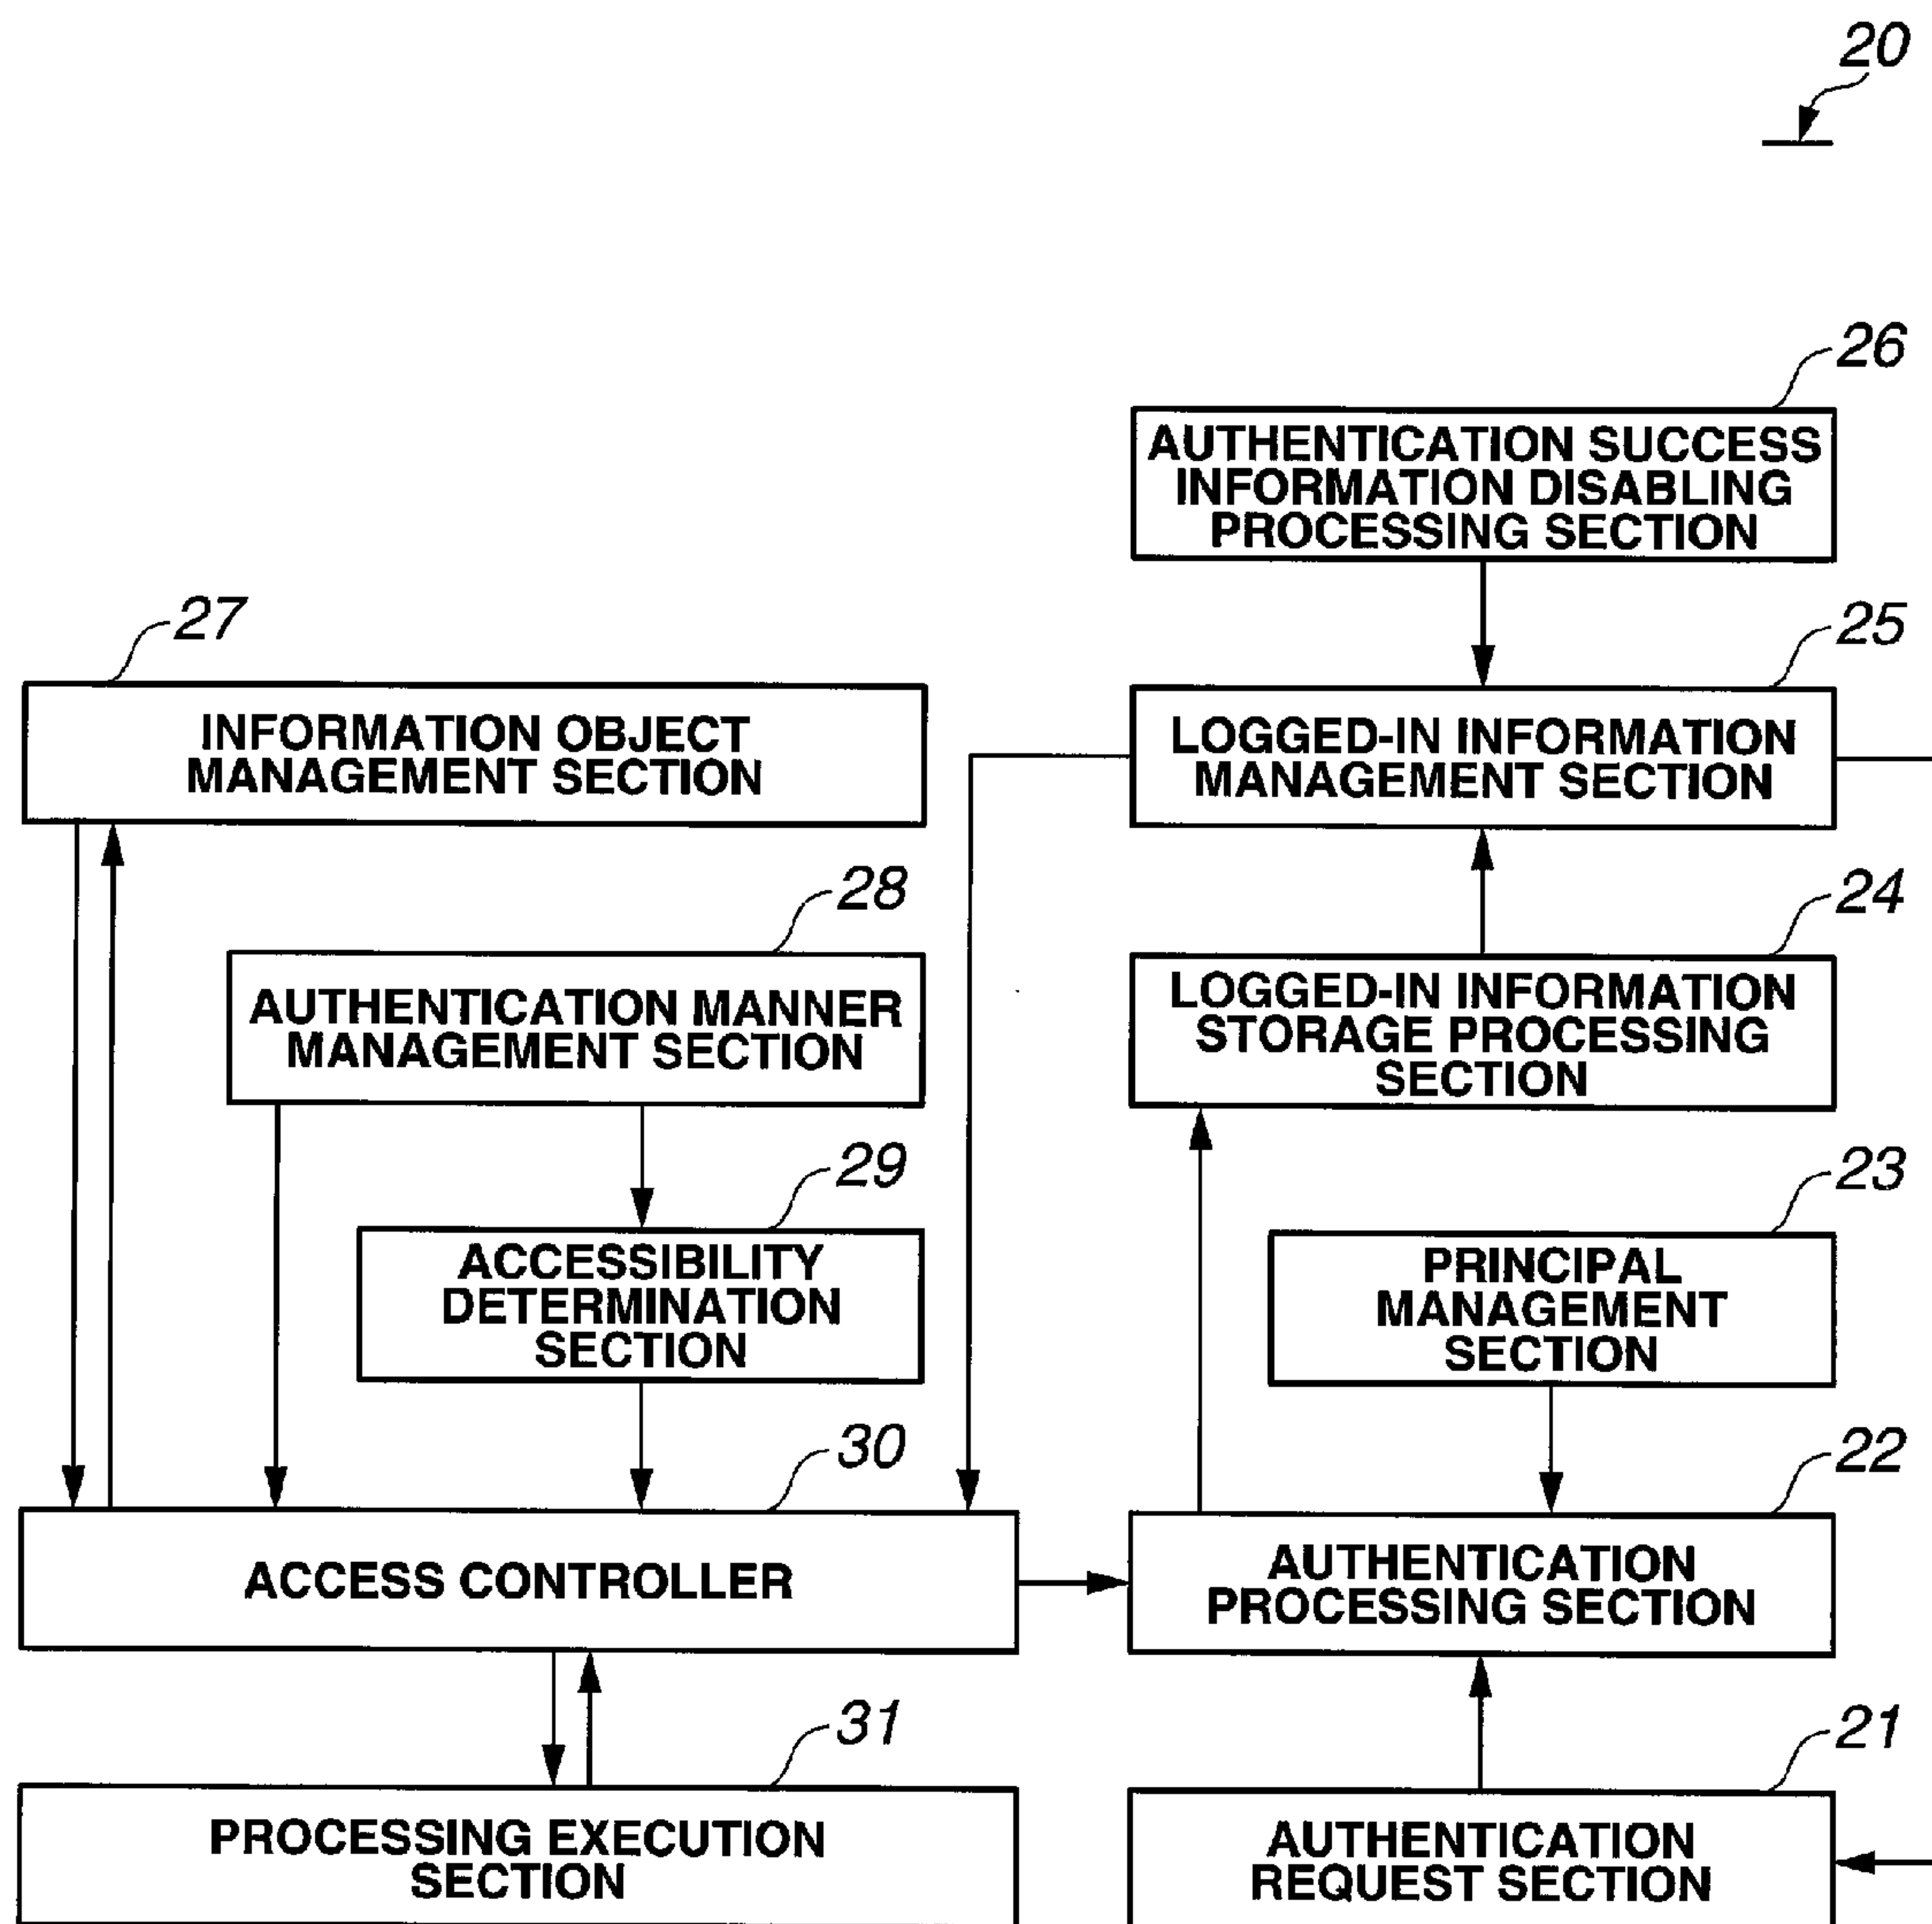 20
26
AUTHENTICATION SUCCESS
INFORMATION DISABLING
PROCESSING SECTION
27
INFORMATION OBJECT
MANAGEMENT SECTION
25
LOGGED-IN INFORMATION
MANAGEMENT SECTION
28
AUTHENTICATION MANNER
MANAGEMENT SECTION
24
LOGGED-IN INFORMATION
STORAGE PROCESSING
SECTION
29
ACCESSIBILITY
DETERMINATION
SECTION
23
PRINCIPAL
MANAGEMENT
SECTION
30
ACCESS CONTROLLER
22
AUTHENTICATION
PROCESSING SECTION
31
PROCESSING EXECUTION
SECTION
21
AUTHENTICATION
REQUEST SECTION